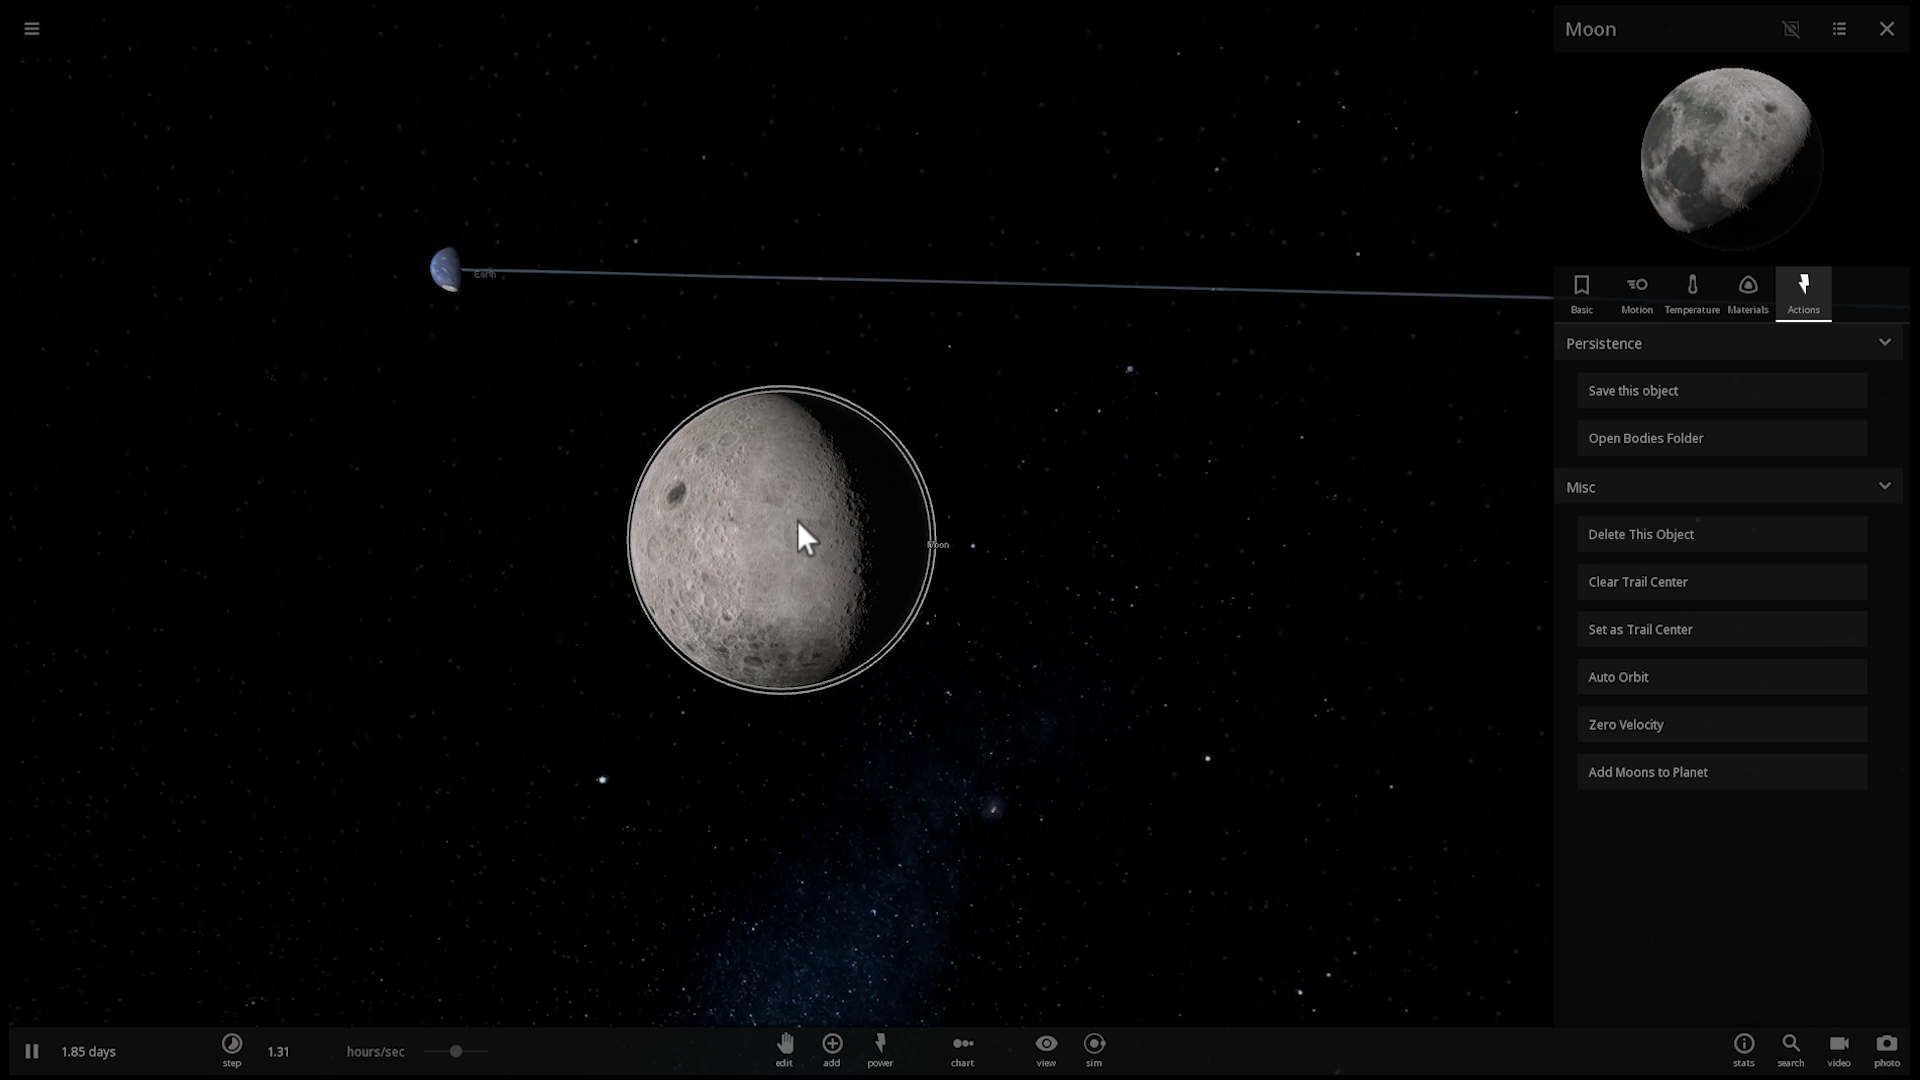 Moon
Earth
Moon
Basic
Motion
Temperature
Materials
Actions
Persistence
Save this object
Open Bodies Folder
Misc
Delete This Object
Clear Trail Center
Set as Trail Center
Auto Orbit
Zero Velocity
Add Moons to Planet
1.85 days
step
1.31
hours/sec
edit
add
power
chart
view
sim
stats
search
video
photo